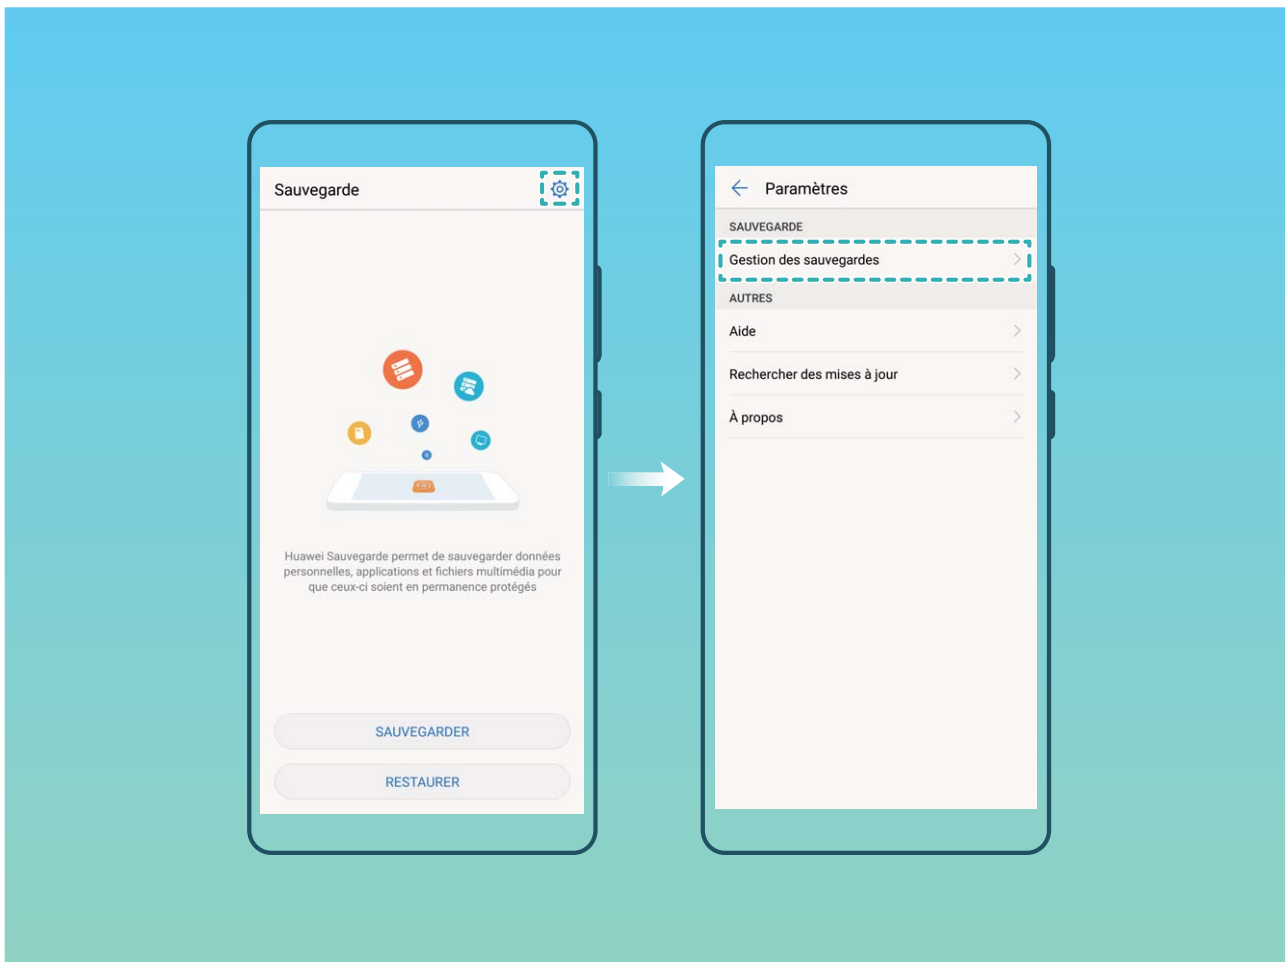 Sauvegarde
Huawei Sauvegarde permet de sauvegarder données
personnelles, applications et fichiers multimédia pour
que ceux-ci soient en permanence protégés
SAUVEGARDER
RESTAURER
Paramètres
SAUVEGARDE
Gestion des sauvegardes
AUTRES
Aide
Rechercher des mises à jour
À propos